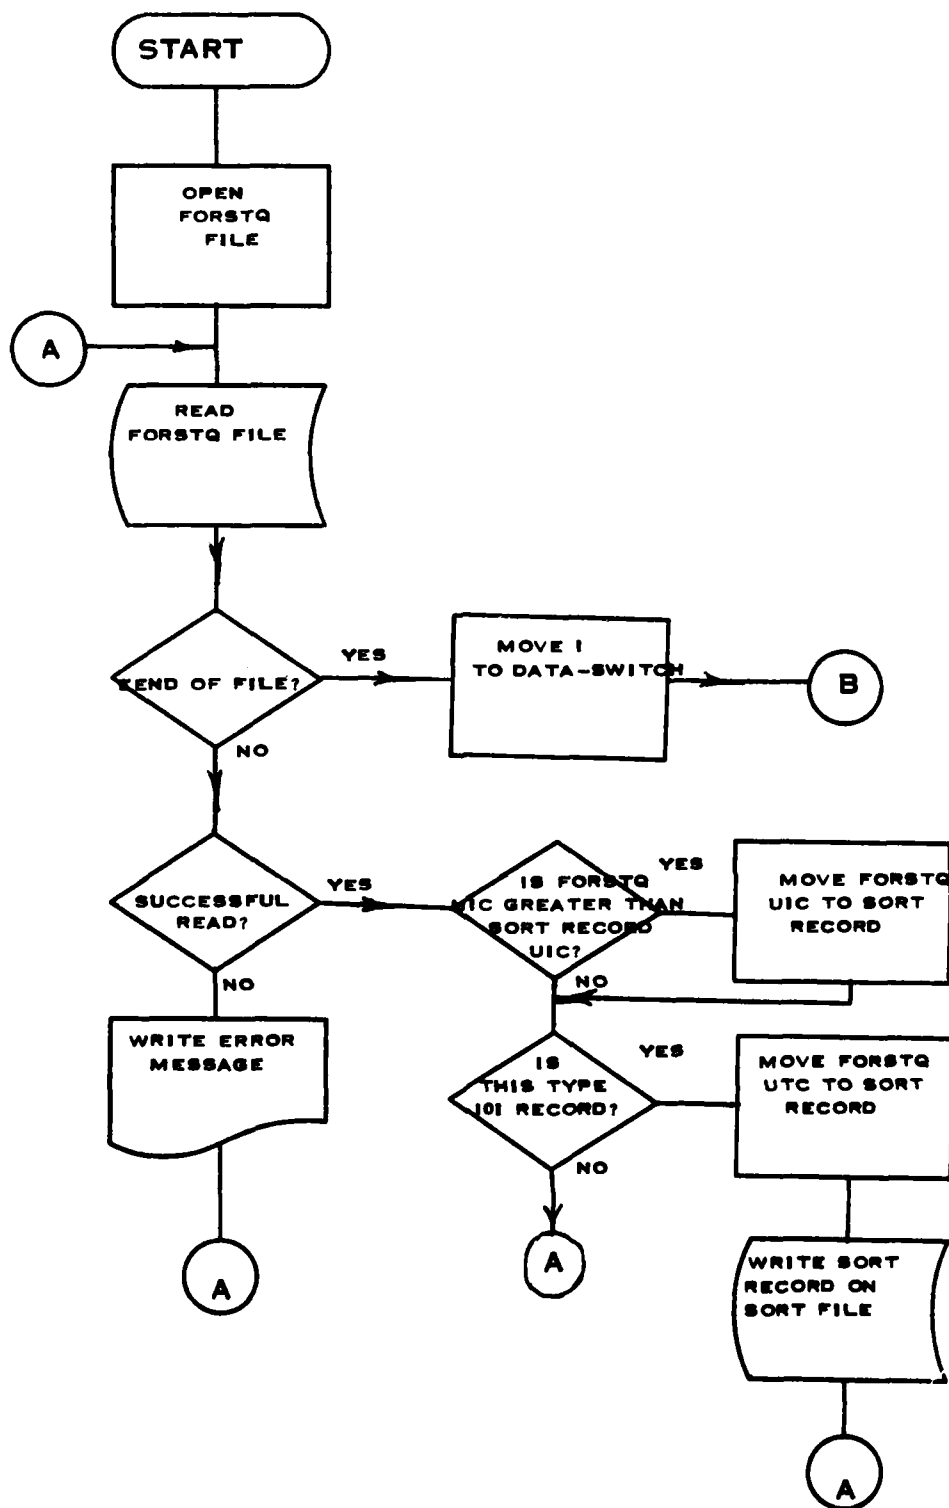 START
OPEN
FORSTQ
FILE
A
READ
FORSTQ FILE
END OF FILE?
YES
NO
MOVE 1
TO DATA-SWITCH
B
SUCCESSFUL
READ?
YES
NO
IS FORSTQ
UIC GREATER THAN
SORT RECORD
UIC?
YES
NO
MOVE FORSTQ
UIC TO SORT
RECORD
WRITE ERROR
MESSAGE
A
IS
THIS TYPE
101 RECORD?
YES
NO
MOVE FORSTQ
UTC TO SORT
RECORD
A
WRITE SORT
RECORD ON
SORT FILE
A